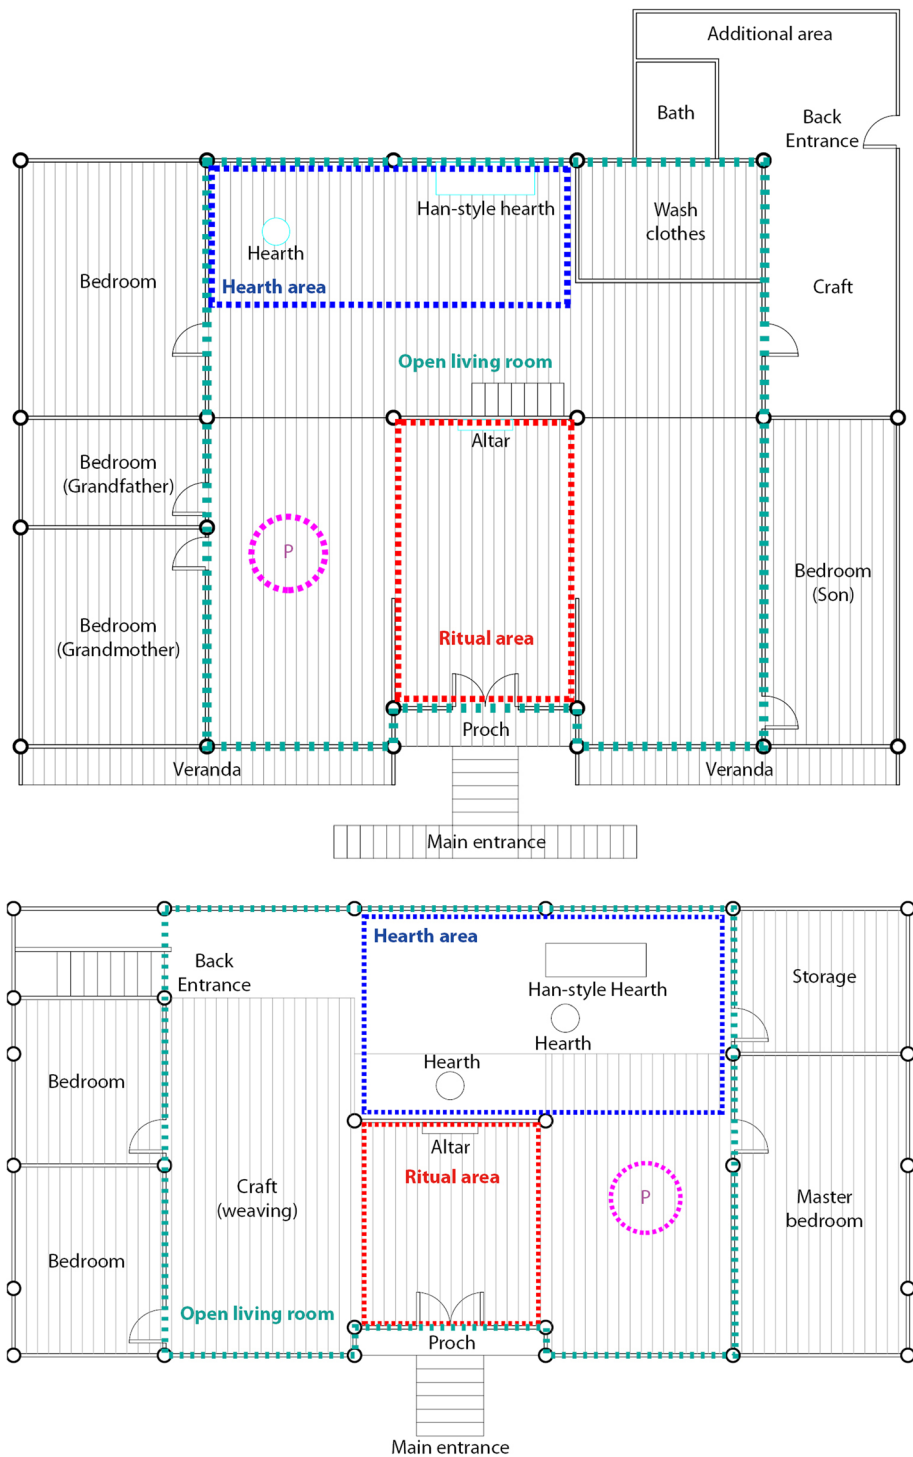 Additional area
Bath
Back
Entrance
Han-style hearth
Wash
clothes
Hearth
Bedroom
Hearth area
Craft
Open living room
Altar
Bedroom
(Grandfather)
P
Bedroom
(Son)
Bedroom
(Grandmother)
Ritual area
Proch
Veranda
Veranda
Main entrance
Hearth area
Back
Entrance
Storage
Han-style Hearth
Hearth
Hearth
Bedroom
Altar
Ritual area
Craft
(weaving)
P
Master
bedroom
Bedroom
Open living room
Proch
Main entrance